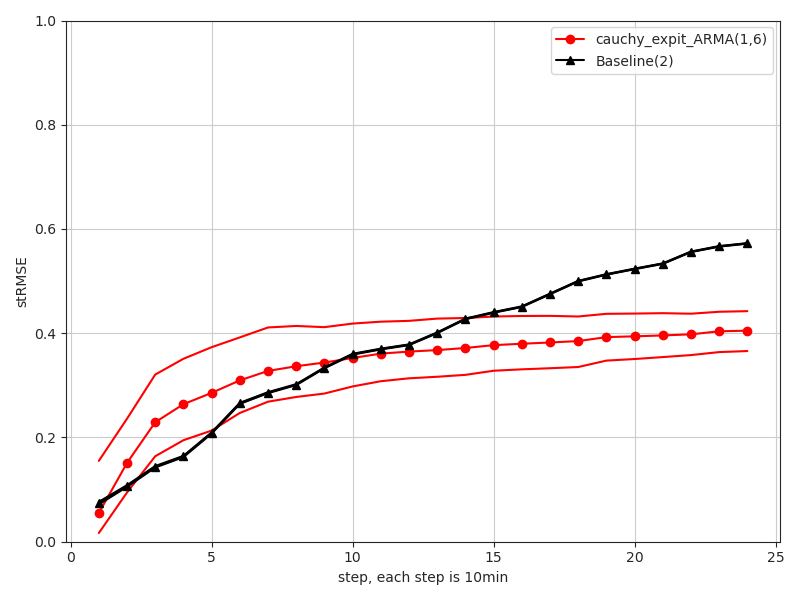 1.0
0.8
0.6
0.4
0.2
0.0
stRMSE
cauchy_expit_ARMA(1,6)
Baseline(2)
0 5 10 15 20 25
step, each step is 10min